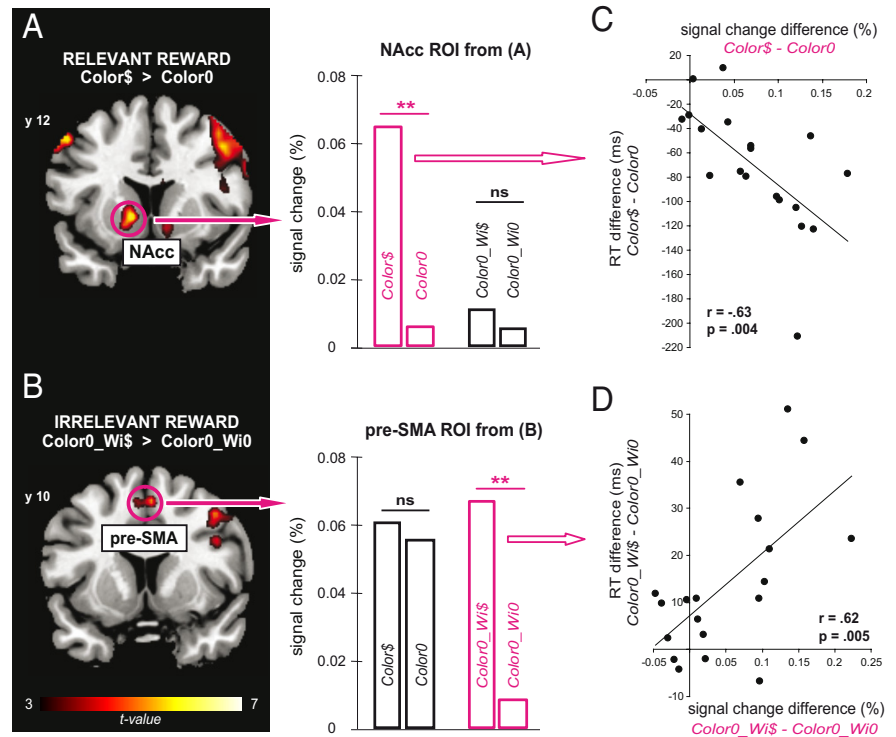 A
RELEVANT REWARD
Color$ > Color0
y 12
NAcc
NAcc ROI from (A)
signal change (%)
0.08
0.06
0.04
0.02
0
**
ns
Color$
Color0
Color0_Wi$
Color0_Wi0
C
signal change difference (%)
Color$ - Color0
-0.05
0.05
0.1
0.15
0.2
20
0
-20
-40
-60
-80
-100
-120
-140
-160
-180
-200
-220
RT difference (ms)
Color$ - Color0
r = -.63
p = .004
B
IRRELEVANT REWARD
Color0_Wi$ > Color0_Wi0
y 10
pre-SMA
3
7
t-value
pre-SMA ROI from (B)
signal change (%)
0.08
0.06
0.04
0.02
0
ns
**
Color$
Color0
Color0_Wi$
Color0_Wi0
D
50
40
30
20
10
-10
RT difference (ms)
Color0_Wi$ - Color0_Wi0
r = .62
p = .005
-0.05
0.05
0.1
0.15
0.2
0.25
signal change difference (%)
Color0_Wi$ - Color0_Wi0